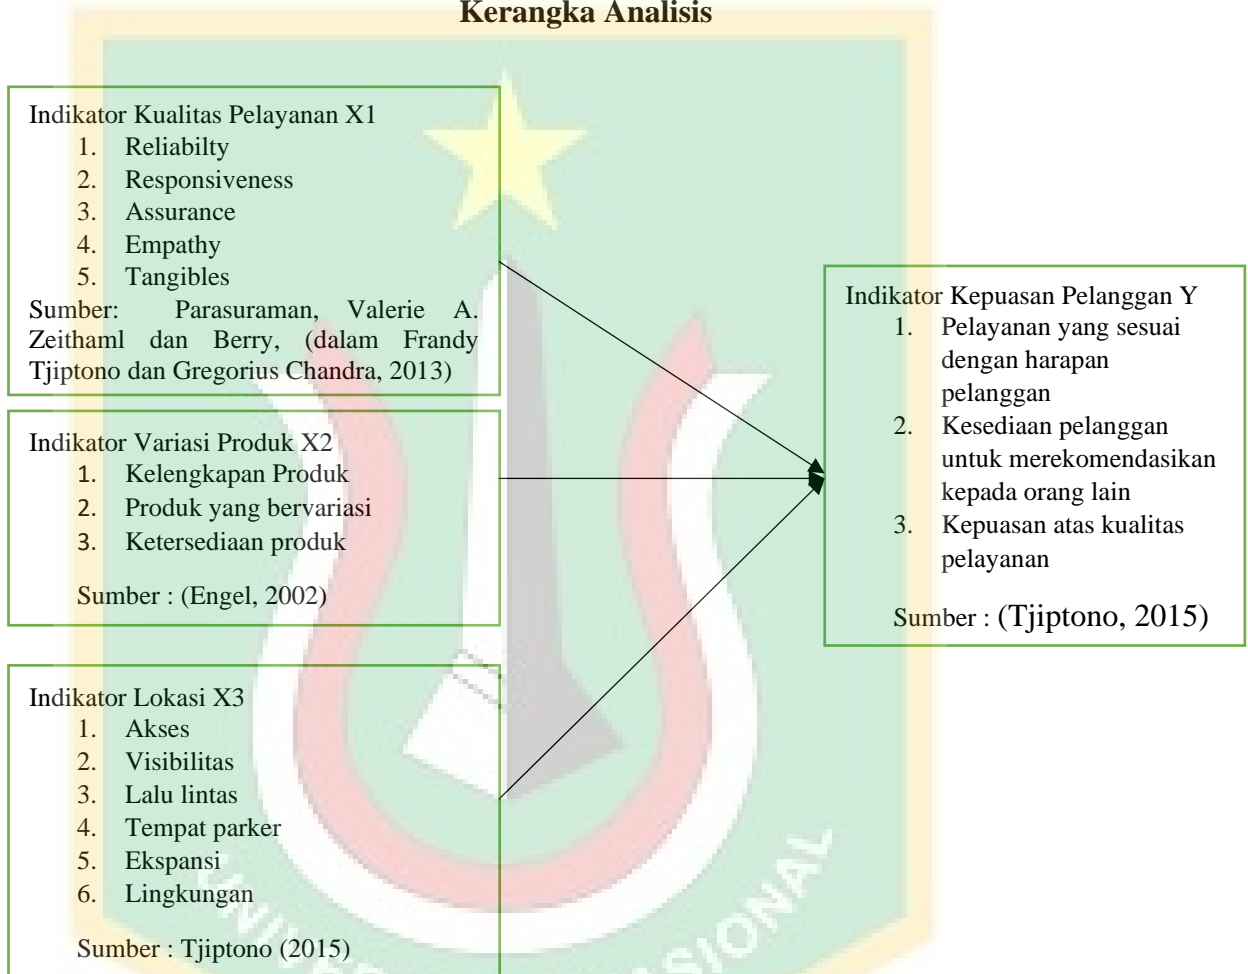 Kerangka Analisis
Indikator Kualitas Pelayanan X1
1. Reliabilty
2. Responsiveness
3. Assurance
4. Empathy
5. Tangibles
Sumber: Parasuraman, Valerie A.
Zeithaml dan Berry, (dalam Frandy
Tjiptono dan Gregorius Chandra, 2013)
Indikator Variasi Produk X2
1. Kelengkapan Produk
2. Produk yang bervariasi
3. Ketersediaan produk
Sumber : (Engel, 2002)
Indikator Lokasi X3
1. Akses
2. Visibilitas
3. Lalu lintas
4. Tempat parker
5. Ekspansi
6. Lingkungan
Sumber : Tjiptono (2015)
Indikator Kepuasan Pelanggan Y
1. Pelayanan yang sesuai
dengan harapan
pelanggan
2. Kesediaan pelanggan
untuk merekomendasikan
kepada orang lain
3. Kepuasan atas kualitas
pelayanan
Sumber : (Tjiptono, 2015)